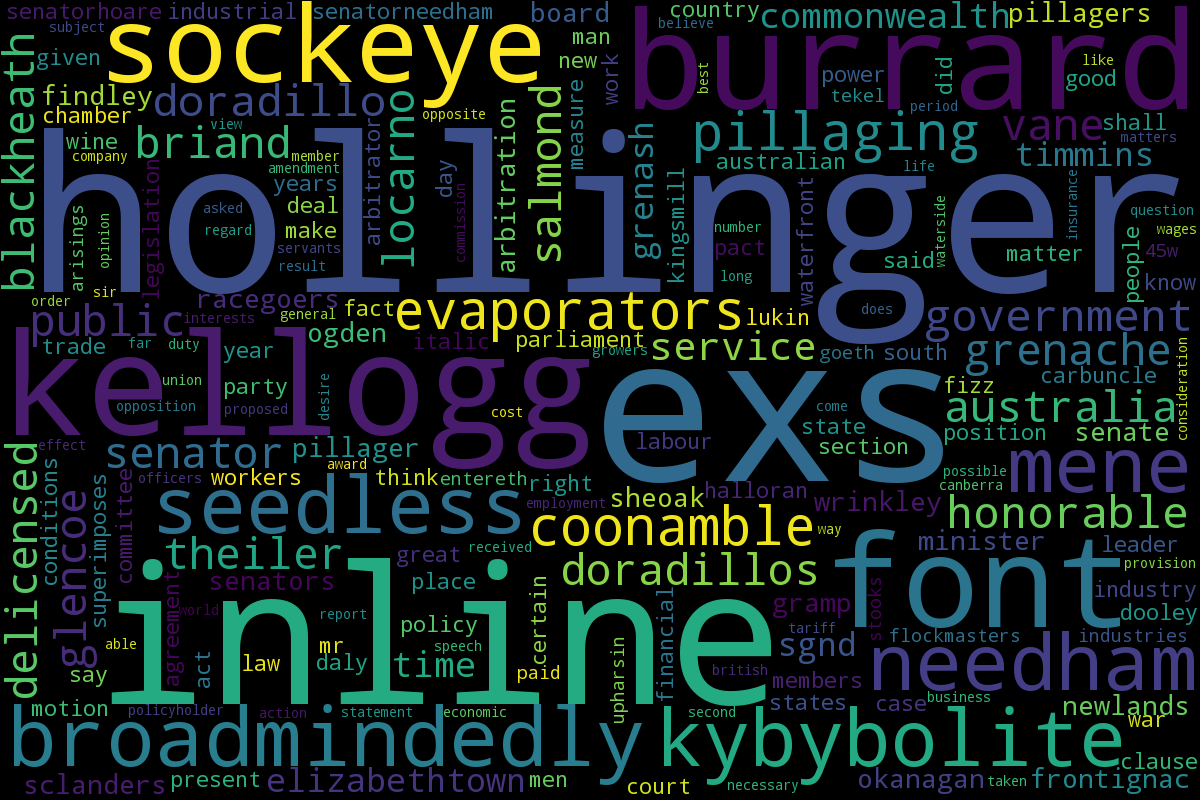 senatorhoare industrial senatorneedham board country commonwealth pillagers
subject sockeye man burrard believe like
given new work power did best good
findley doradillo measure tekel period
chamber opposite pillaging vane shall
blackheath wine view briand arbitrator locarno arbitration salmond grenash australian timmins
company member amendment day life matters
hollinger
years legislation asked deal kingsmill waterfront waterside insurance question
arisings opinion regard make commission number pact said matter people wages 45w
servants result long know
order sir racegoers general fact evaporators lukin does government
public interests ogden italic parliament growers service goeth south grenache consideration
trade far duty year kellogg exs carbuncle
union party desire fizz australia
opposition proposed cost come state position senate
effect senator pillager labour section mene
delicensed conditions officers workers award think entereth right possible canberra
glencoe superimposes committee seedless employment sheoak halloran wrinkley honorable
coonamble way font minister leader
theiler great received provision
senators place doradillos gramp stooks industry
agreement world inline report certain financial tariff dooley
able mr policy speech sgnd flockmasters industries
act law daly time paid upharsin british members needham
say states case business newlands
motion policyholder action statement economic second war
broadmindedly kybybolite clause
sclanders present elizabethtown men court necessary okanagan taken frontignac